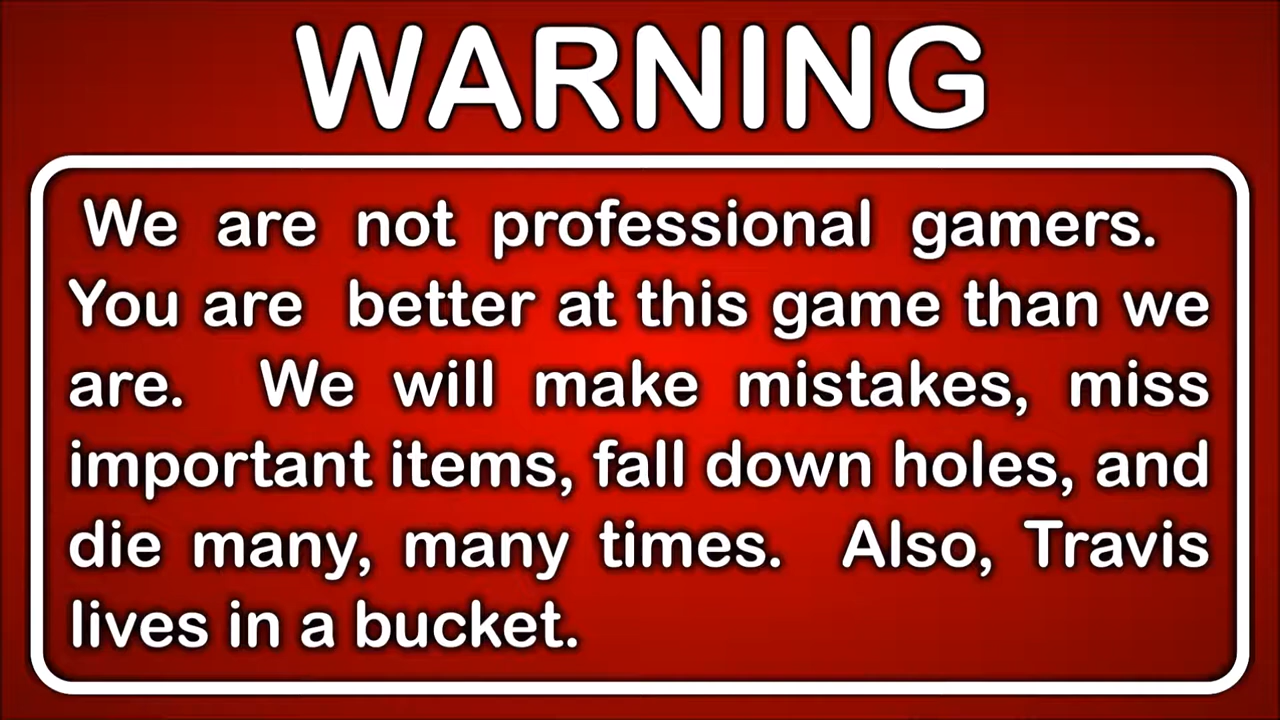 WARNING
We are not professional gamers.
You are better at this game than we
are. We will make mistakes, miss
important items, fall down holes, and
die many, many times. Also, Travis
lives in a bucket.